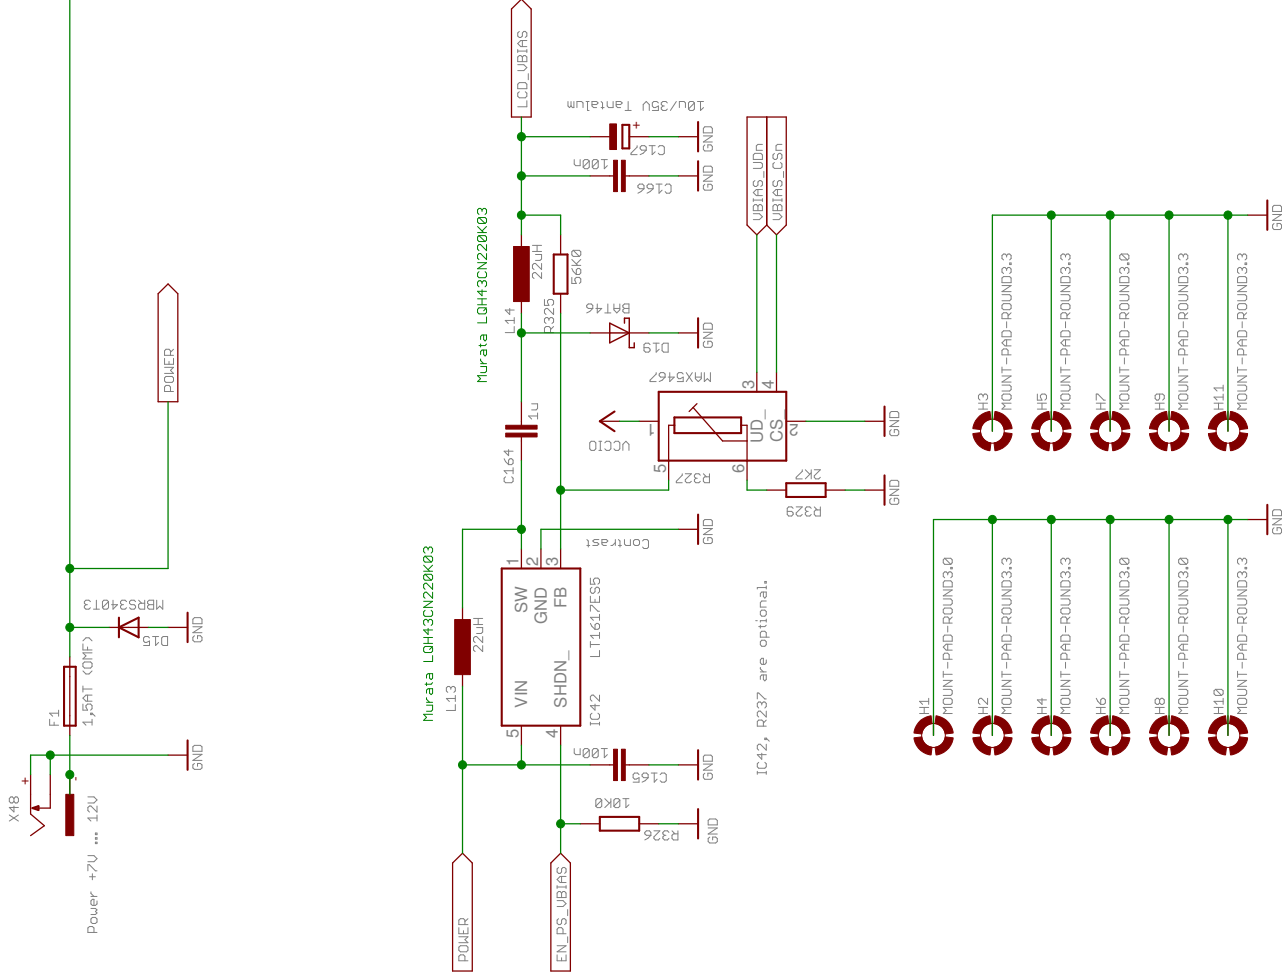 LCD_VBIAS
10u/35V Tantalum
+
C167
GND
100n
C166
GND
VBIAS_UDn
VBIAS_CSn
Murata LQH43CN220K03
22uH
L14
56K0
R325
BAT46
D19
GND
POWER
MAX5467
3
4
UD_
CS_
1
2
5
6
VCCIO
GND
R327
2K7
R329
GND
1u
C164
Contrast
GND
MBRS340T3
D15
GND
F1
1,5AT (OMF)
GND
X48
+
-
Power +7V ... 12V
Murata LQH43CN220K03
22uH
L13
1
2
3
SW
GND
FB
VIN
SHDN_
5
4
LT1617ES5
IC42
100n
C165
GND
10K0
R326
GND
POWER
EN_PS_VBIAS
IC42, R237 are optional.
H3
MOUNT-PAD-ROUND3.3
H5
MOUNT-PAD-ROUND3.3
H7
MOUNT-PAD-ROUND3.0
H9
MOUNT-PAD-ROUND3.3
H11
MOUNT-PAD-ROUND3.3
GND
H1
MOUNT-PAD-ROUND3.0
H2
MOUNT-PAD-ROUND3.3
H4
MOUNT-PAD-ROUND3.3
H6
MOUNT-PAD-ROUND3.0
H8
MOUNT-PAD-ROUND3.0
H10
MOUNT-PAD-ROUND3.3
GND